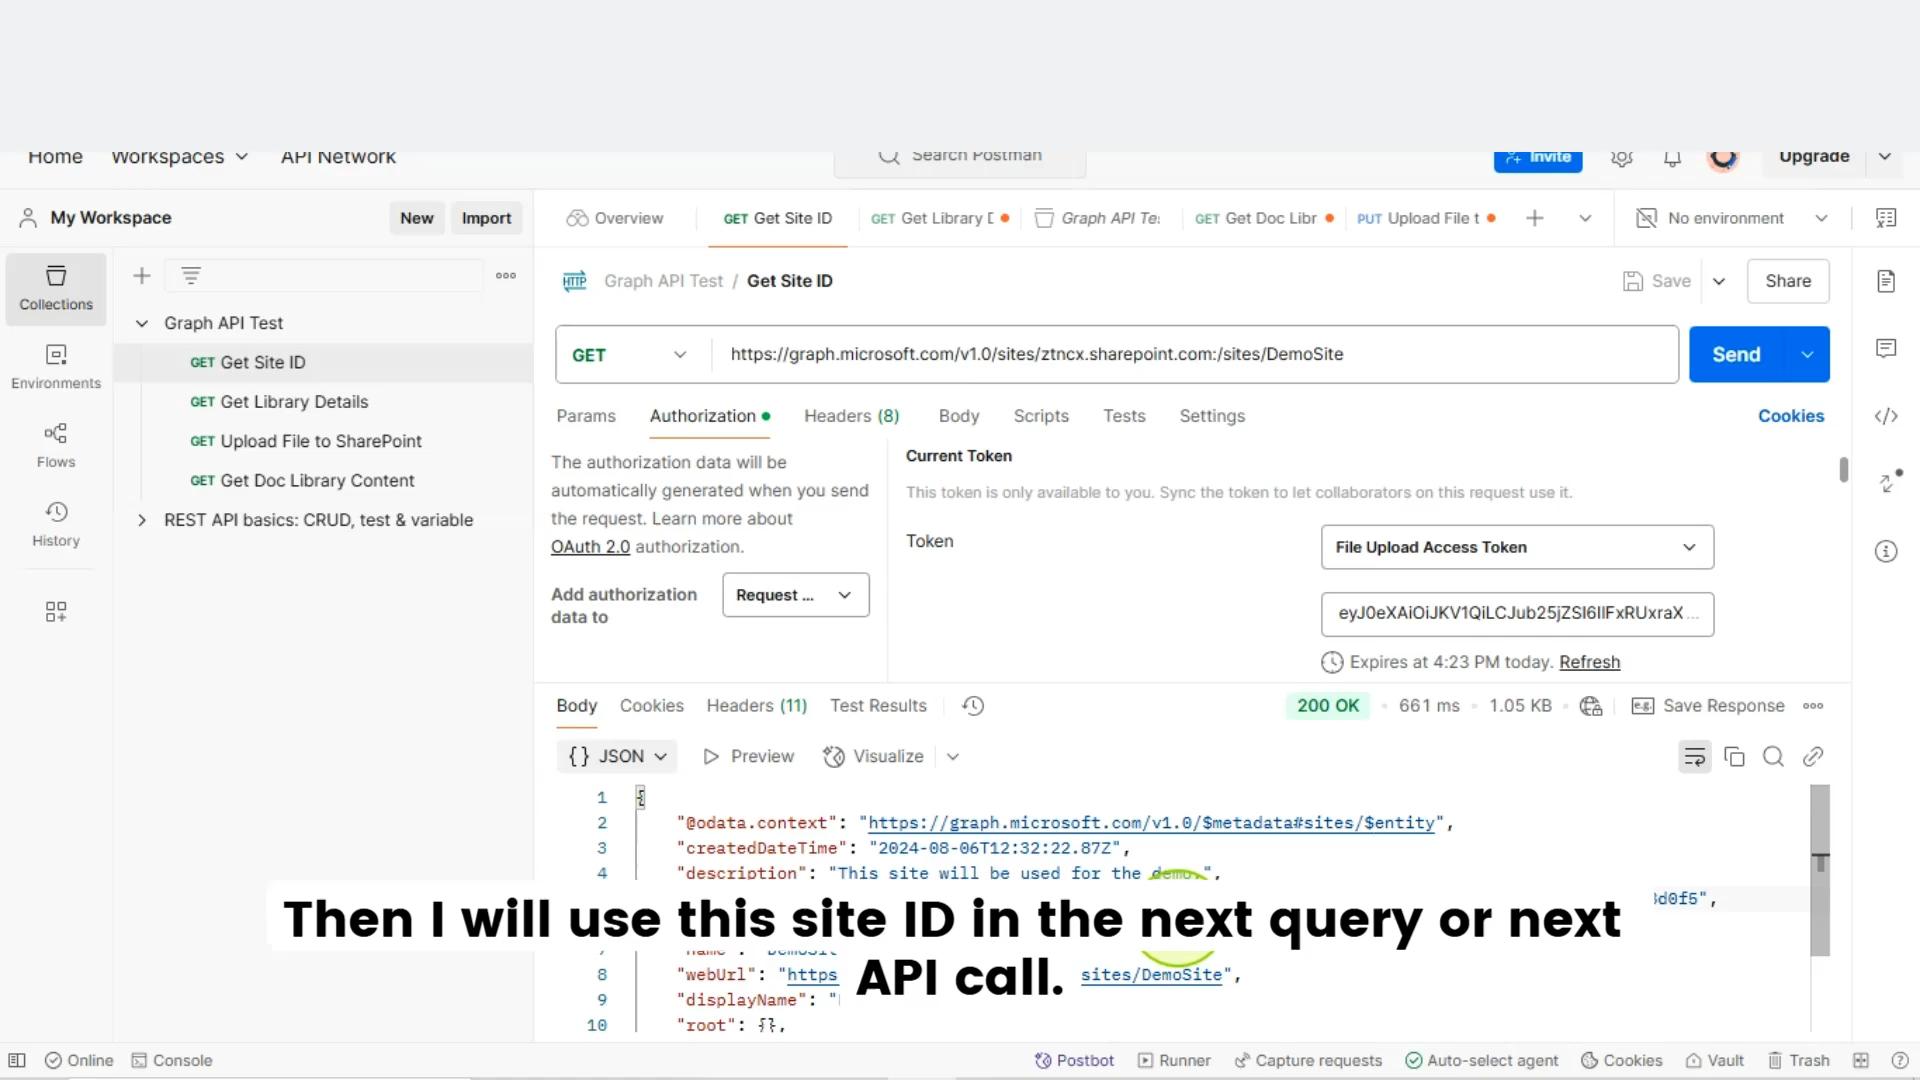 Home Workspaces API Network Search Postman Invite Upgrade
My Workspace New Import Overview GET Get Site ID GET Get Library D GET Graph API Te: GET Get Doc Libr PUT Upload File t No environment
Collections
Environments
Flows
History
Graph API Test
GET Get Site ID
GET Get Library Details
GET Upload File to SharePoint
GET Get Doc Library Content
REST API basics: CRUD, test & variable
HTTP Graph API Test / Get Site ID Save Share
GET https://graph.microsoft.com/v1.0/sites/ztncx.sharepoint.com:/sites/DemoSite Send
Params Authorization Headers (8) Body Scripts Tests Settings Cookies
The authorization data will be
automatically generated when you send
the request. Learn more about
OAuth 2.0 authorization.
Add authorization
data to
Request ...
Current Token
This token is only available to you. Sync the token to let collaborators on this request use it.
Token File Upload Access Token
Expires at 4:23 PM today. Refresh
Body Cookies Headers (11) Test Results 200 OK 661 ms 1.05 KB e.g. Save Response
{} JSON Preview Visualize
1 {
2 "@odata.context": "https://graph.microsoft.com/v1.0/$metadata#sites/$entity",
3 "createdDateTime": "2024-08-06T12:32:22.87Z",
4 "description": "This site will be used for the demo.",
Then I will use this site ID in the next query or next
API call.
8 "webUrl": "https sites/DemoSite",
9 "displayName": "
10 "root": {},
Online Console Postbot Runner Capture requests Auto-select agent Cookies Vault Trash